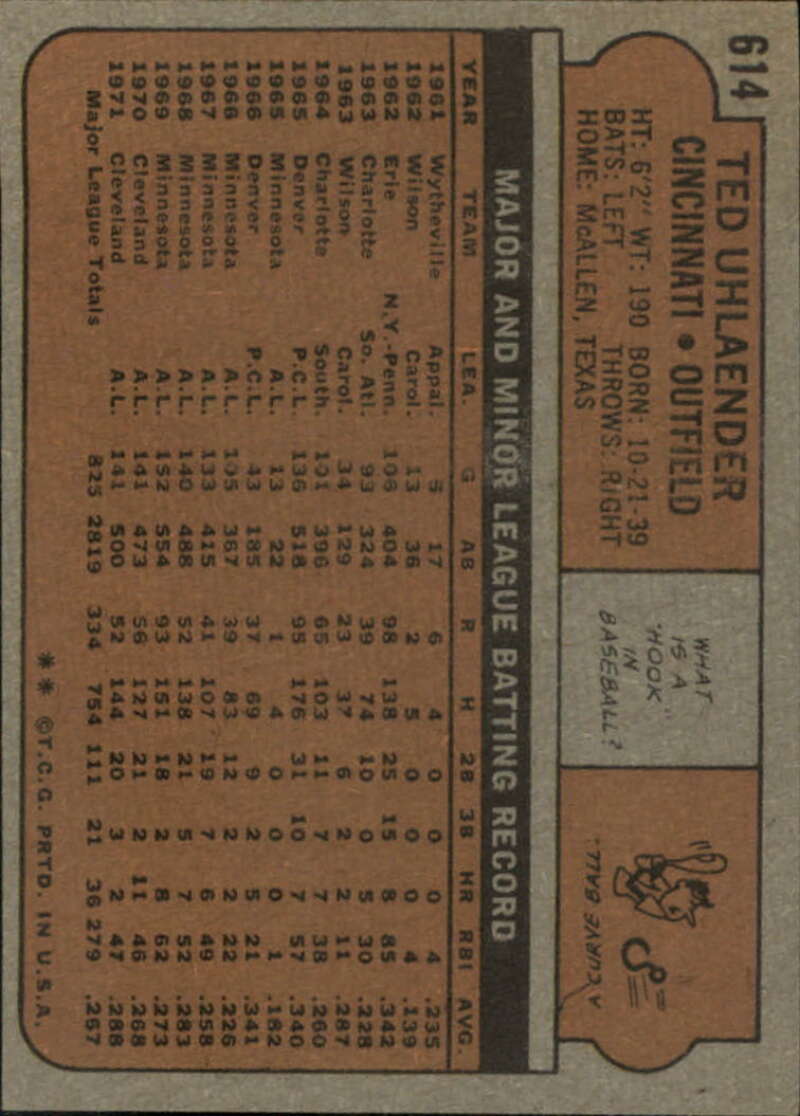 614
TED UHLAENDER
CINCINNATI • OUTFIELD
HT: 6'2" WT: 190 BORN: 10-21-39
BATS: LEFT THROWS: RIGHT
HOME: McALLEN, TEXAS
WHAT
IS A
"HOOK"
IN
BASEBALL?
A CURVE BALL.
MAJOR AND MINOR LEAGUE BATTING RECORD
YEAR TEAM LEA. G AB R H 2B 3B HR RBI AVG.
1961 Wytheville Appal. 5 17 6 4 0 0 0 4 .235
1962 Wilson Carol. 13 36 2 5 0 0 0 4 .139
1962 Erie N.Y.-Penn. 106 404 98 138 25 15 8 85 .342
1963 Charlotte So. Atl. 93 324 39 74 10 0 5 30 .228
1963 Wilson Carol. 34 129 23 37 6 2 2 11 .287
1964 Charlotte South. 101 396 65 103 11 7 7 38 .260
1965 Denver P.C.L. 136 518 95 176 31 10 7 57 .340
1965 Minnesota A.L. 13 22 1 4 0 0 0 1 .182
1966 Denver P.C.L. 43 185 37 69 9 2 5 21 .341
1966 Minnesota A.L. 105 367 39 83 12 2 2 22 .226
1967 Minnesota A.L. 133 415 41 107 19 7 6 49 .258
1968 Minnesota A.L. 140 488 52 138 21 5 7 52 .283
1969 Minnesota A.L. 152 554 93 151 18 2 8 62 .273
1970 Cleveland A.L. 141 473 56 127 21 2 11 46 .268
1971 Cleveland A.L. 141 500 52 144 20 3 2 47 .288
Major League Totals 825 2819 334 754 111 21 36 279 .267
** ©T.C.G. PRTD. IN U.S.A.